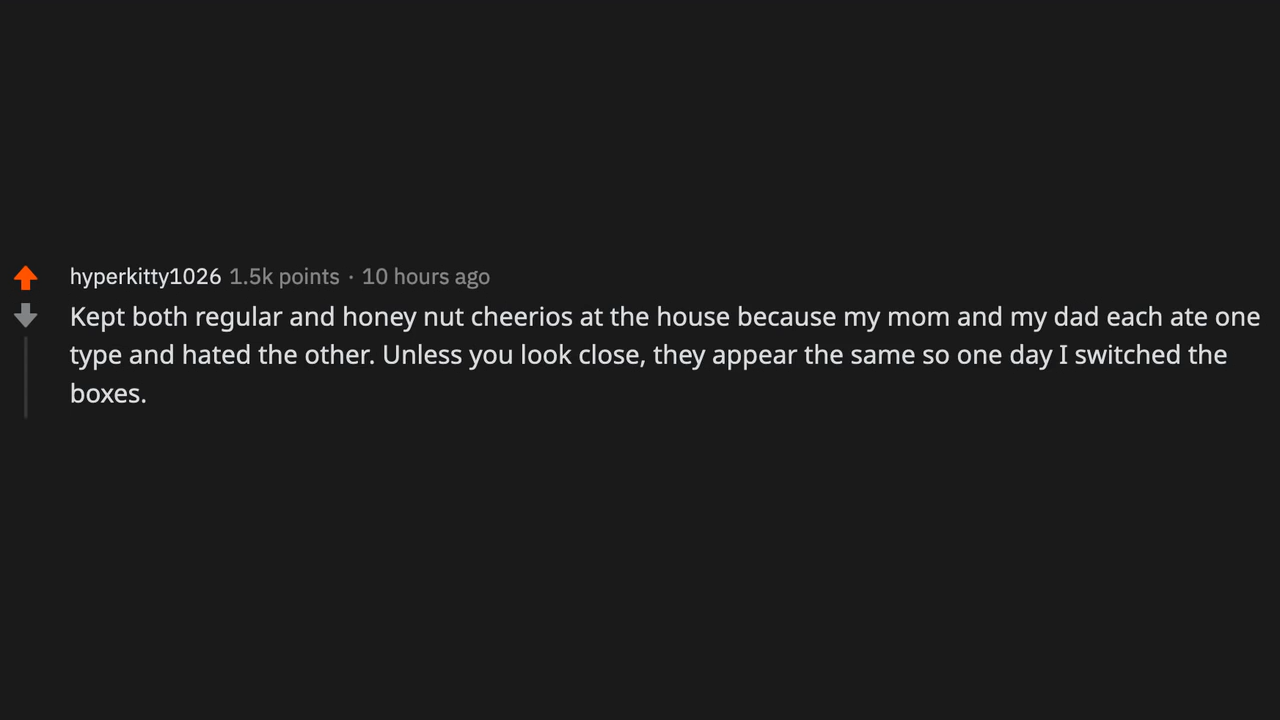 hyperkitty1026 1.5k points · 10 hours ago
Kept both regular and honey nut cheerios at the house because my mom and my dad each ate one
type and hated the other. Unless you look close, they appear the same so one day I switched the
boxes.